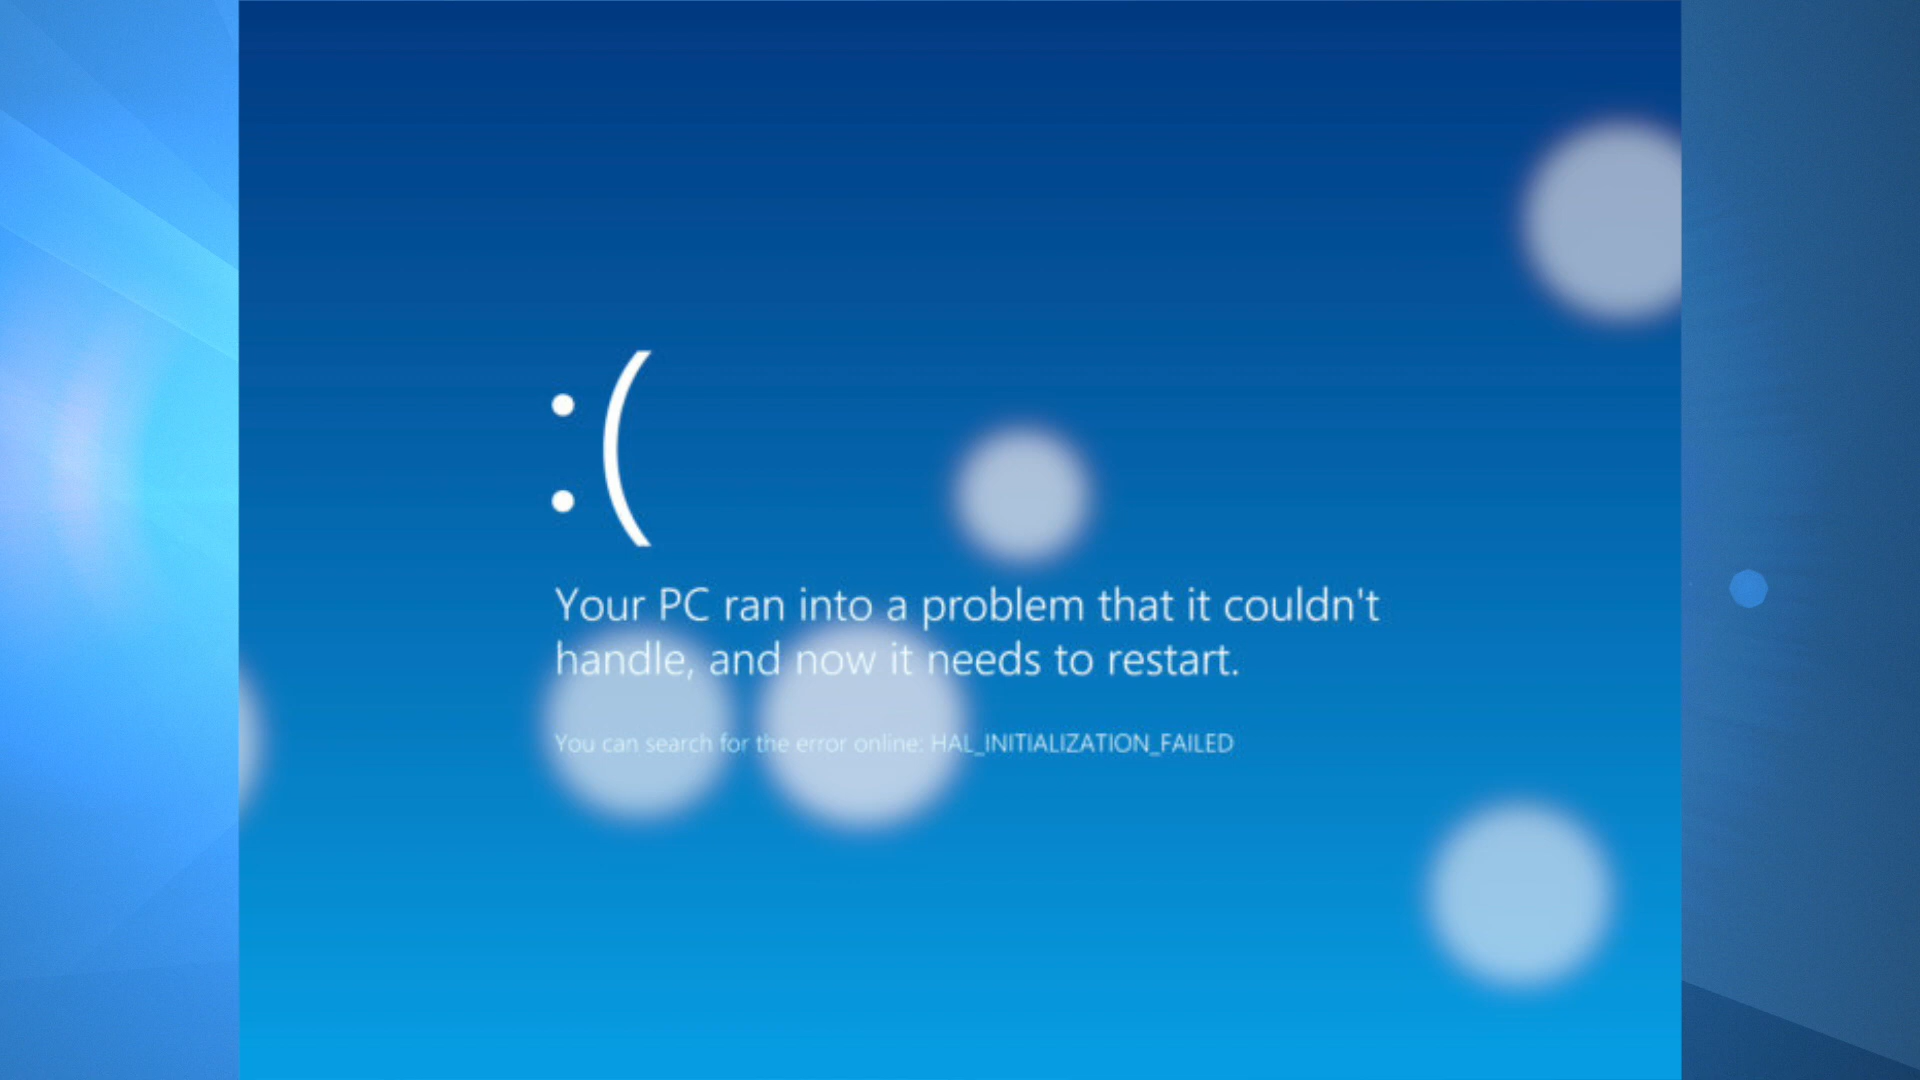 :(
Your PC ran into a problem that it couldn't
handle, and now it needs to restart.
You can search for the error online: HAL_INITIALIZATION_FAILED